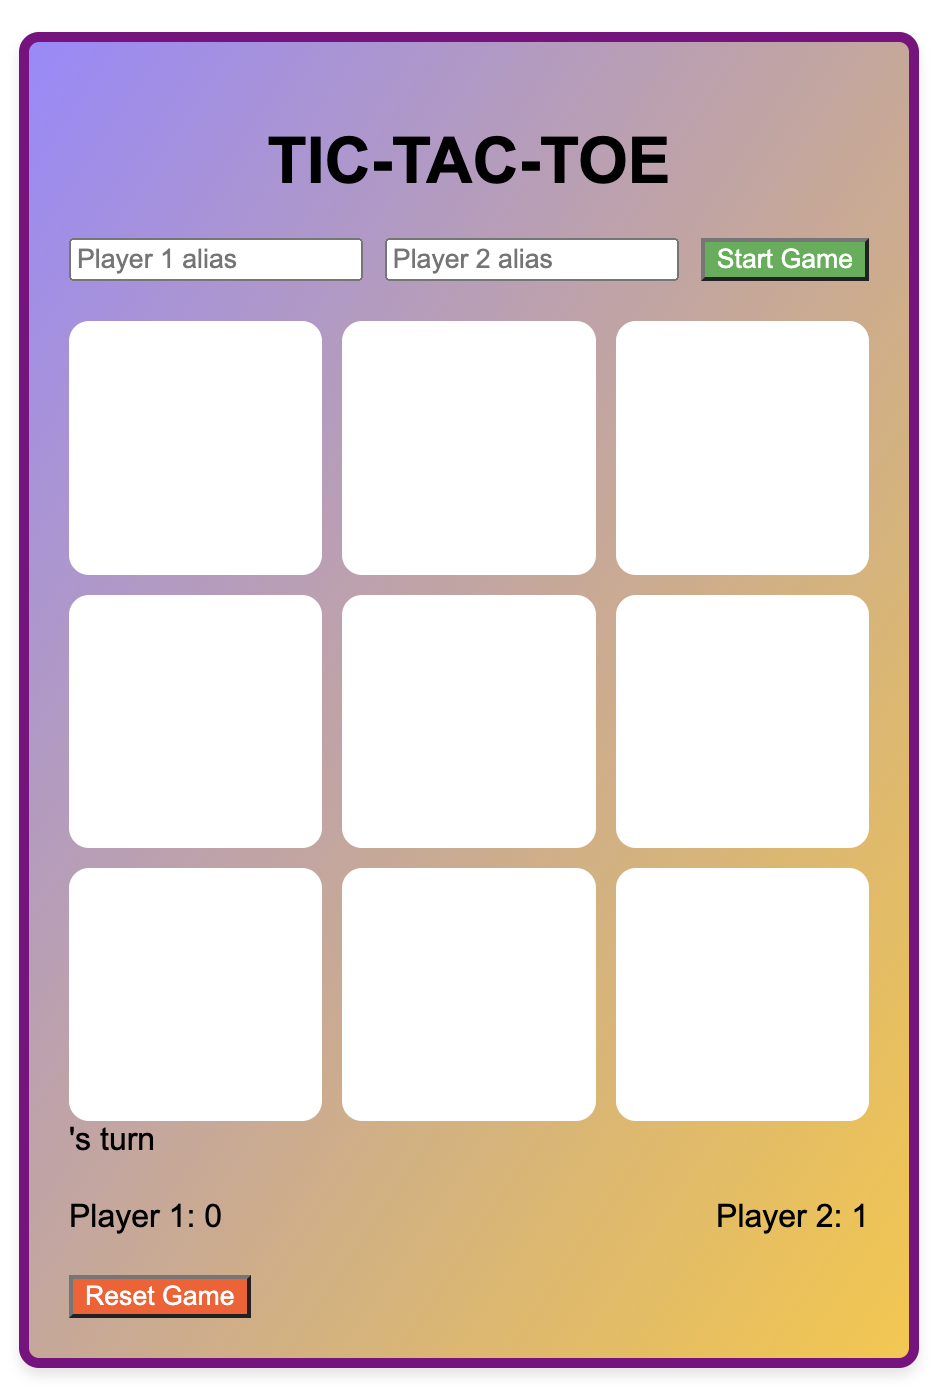 TIC-TAC-TOE
Player 1 alias Player 2 alias Start Game
's turn
Player 1: 0 Player 2: 1
Reset Game